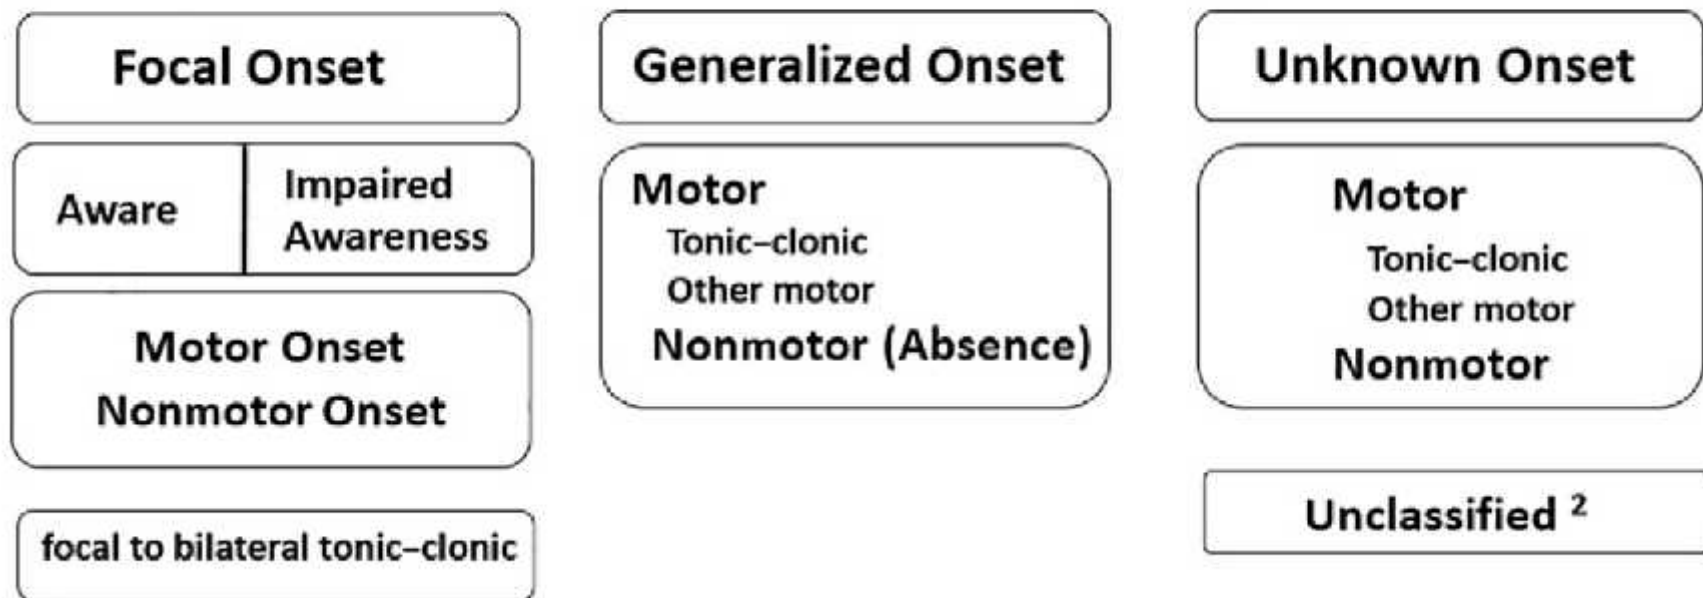 Focal Onset
Aware
Impaired
Awareness
Motor Onset
Nonmotor Onset
focal to bilateral tonic–clonic
Generalized Onset
Motor
Tonic–clonic
Other motor
Nonmotor (Absence)
Unknown Onset
Motor
Tonic–clonic
Other motor
Nonmotor
Unclassified ²